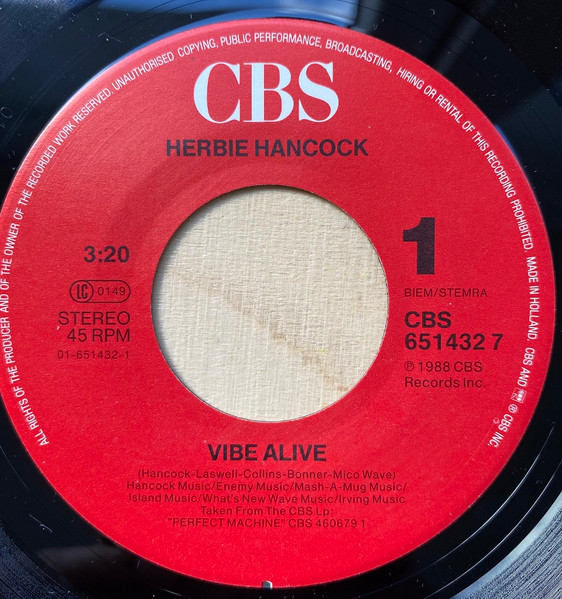 ALL RIGHTS OF THE PRODUCER AND OF THE OWNER OF THE RECORDED WORK RESERVED. UNAUTHORISED COPYING, PUBLIC PERFORMANCE, BROADCASTING, HIRING OR RENTAL OF THIS RECORDING PROHIBITED. MADE IN HOLLAND. CBS AND ® CBS INC.
CBS
HERBIE HANCOCK
3:20
LC 0149
STEREO
45 RPM
01-651432-1
1
BIEM/STEMRA
CBS
651432 7
℗ 1988 CBS
Records Inc.
VIBE ALIVE
(Hancock-Laswell-Collins-Bonner-Mico Wave)
Hancock Music/Enemy Music/Mash-A-Mug Music/
Island Music/What's New Wave Music/Irving Music
Taken From The CBS Lp:
"PERFECT MACHINE" CBS 460679 1